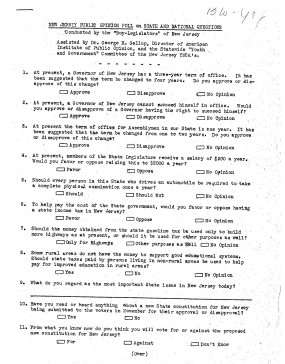 NEW JERSEY PUBLIC OPINION POLL on STATE AND NATIONAL QUESTIONS
Conducted by the "Boy-Legislators" of New Jersey
Assisted by Dr. George H. Gallup, Director of American
Institute of Public Opinion, and the Statewide "Youth
and Government" Committee of the New Jersey YMCA's.
1. At present, a Governor of New Jersey has a three-year term of office. It has
been suggested that the term be changed to four years. Do you approve or dis-
approve of this change?
Approve Disapprove No Opinion
2. At present, a Governor of New Jersey cannot succeed himself in office. Would
you approve or disapprove of a Governor having the right to succeed himself?
Approve Disapprove No Opinion
3. At present the term of office for Assemblymen in our State is one year. It has
been suggested that the term be changed from one to two years. Do you approve
or disapprove of this change?
Approve Disapprove No Opinion
4. At present, members of the State Legislature receive a salary of $500 a year.
Would you favor or oppose raising this to $2000 a year?
Favor Oppose No Opinion
5. Should every person in this State who drives an automobile be required to take
a complete physical examination once a year?
Should Should Not No Opinion
6. To help pay the cost of the State government, would you favor or oppose having
a state income tax in New Jersey?
Favor Oppose No Opinion
7. Should the money obtained from the state gasoline tax be used only to build
more highways as at present, or should it be used for other purposes as well?
Only for Highways Other purposes as well No Opinion
8. Some rural areas do not have the money to support good educational systems.
Should state taxes paid by persons living in non-rural areas be used to help
pay for improved education in rural areas?
Yes No No Opinion
9. What do you regard as the most important State issue in New Jersey today?
10. Have you read or heard anything about a new State constitution for New Jersey
being submitted to the voters in November for their approval or disapproval?
Yes No
11. From what you know now do you think you will vote for or against the proposed
new constitution for New Jersey?
For Against Don't Know
(Over)